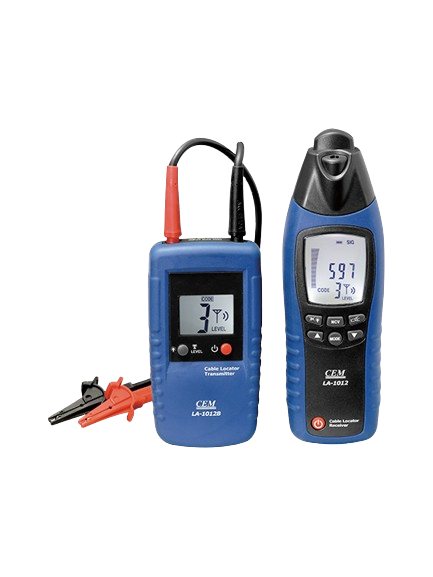 CODE
3
LEVEL
T
LEVEL
Cable Locator
Transmitter
CEM
LA-1012B
SIG
597
CODE 3
LEVEL
NCV
MODE
CEM
LA-1012
Cable Locator
Receiver